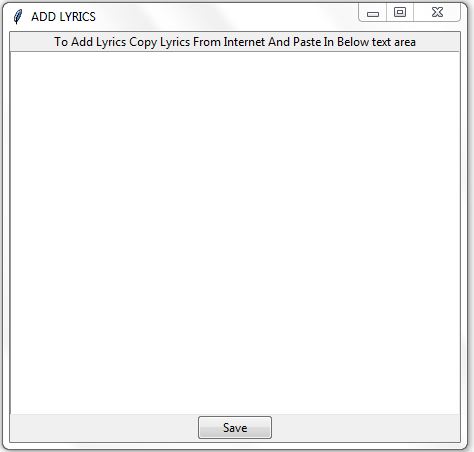 ADD LYRICS
To Add Lyrics Copy Lyrics From Internet And Paste In Below text area
Save